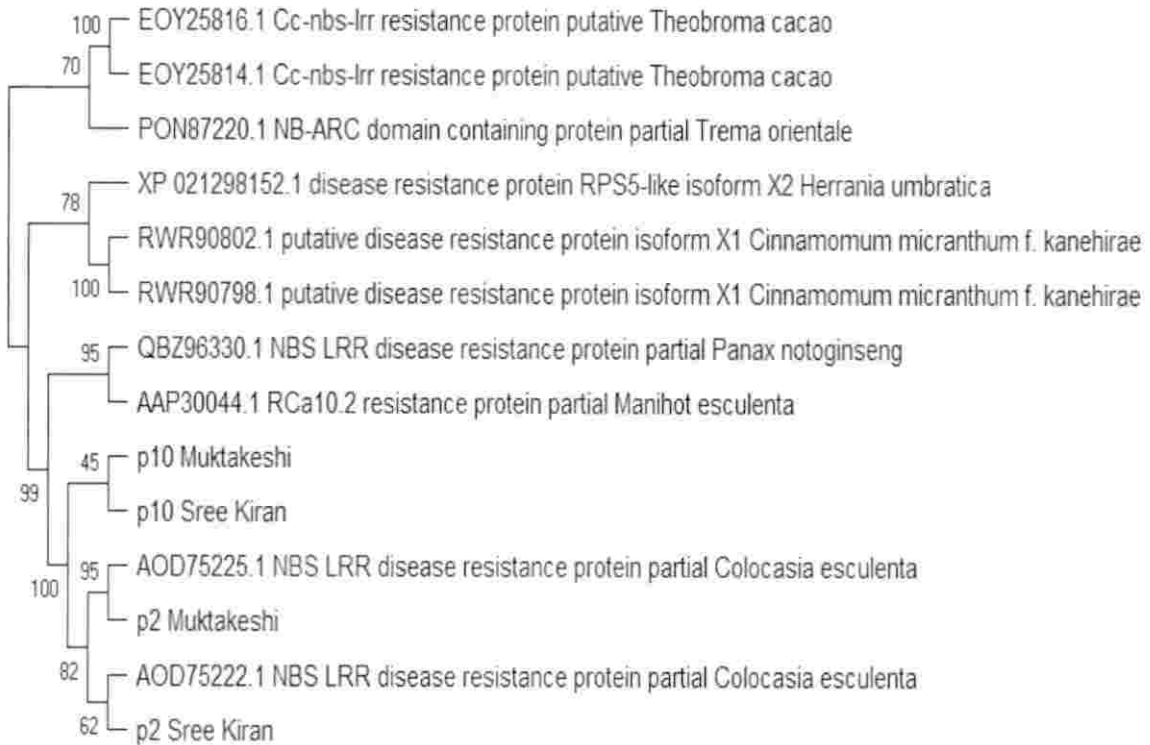 100
EOY25816.1 Cc-nbs-lrr resistance protein putative Theobroma cacao
70
EOY25814.1 Cc-nbs-lrr resistance protein putative Theobroma cacao
PON87220.1 NB-ARC domain containing protein partial Trema orientale
XP 021298152.1 disease resistance protein RPS5-like isoform X2 Herrania umbratica
78
RWR90802.1 putative disease resistance protein isoform X1 Cinnamomum micranthum f. kanehirae
100
RWR90798.1 putative disease resistance protein isoform X1 Cinnamomum micranthum f. kanehirae
95
QBZ96330.1 NBS LRR disease resistance protein partial Panax notoginseng
AAP30044.1 RCa10.2 resistance protein partial Manihot esculenta
45
p10 Muktakeshi
99
p10 Sree Kiran
95
AOD75225.1 NBS LRR disease resistance protein partial Colocasia esculenta
100
p2 Muktakeshi
82
AOD75222.1 NBS LRR disease resistance protein partial Colocasia esculenta
62
p2 Sree Kiran